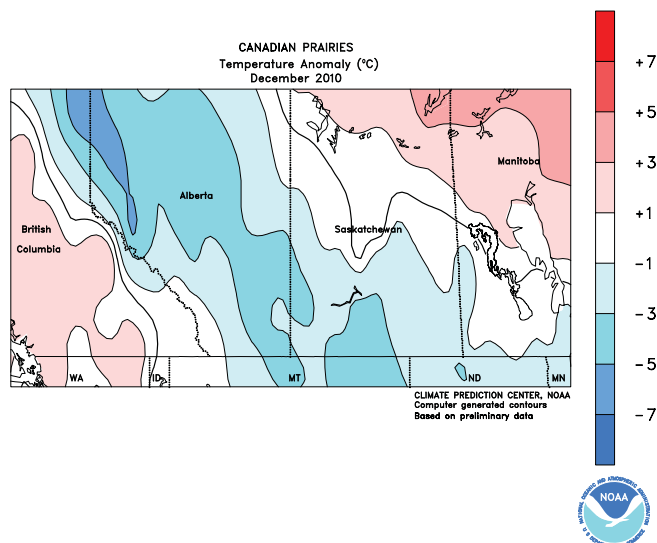 CANADIAN PRAIRIES
Temperature Anomaly (°C)
December 2010
+7
+5
+3
+1
-1
-3
-5
-7
Manitoba
Alberta
British
Columbia
Saskatchewan
WA
ID
MT
ND
MN
CLIMATE PREDICTION CENTER, NOAA
Computer generated contours
Based on preliminary data
NATIONAL OCEANIC AND ATMOSPHERIC ADMINISTRATION
NOAA